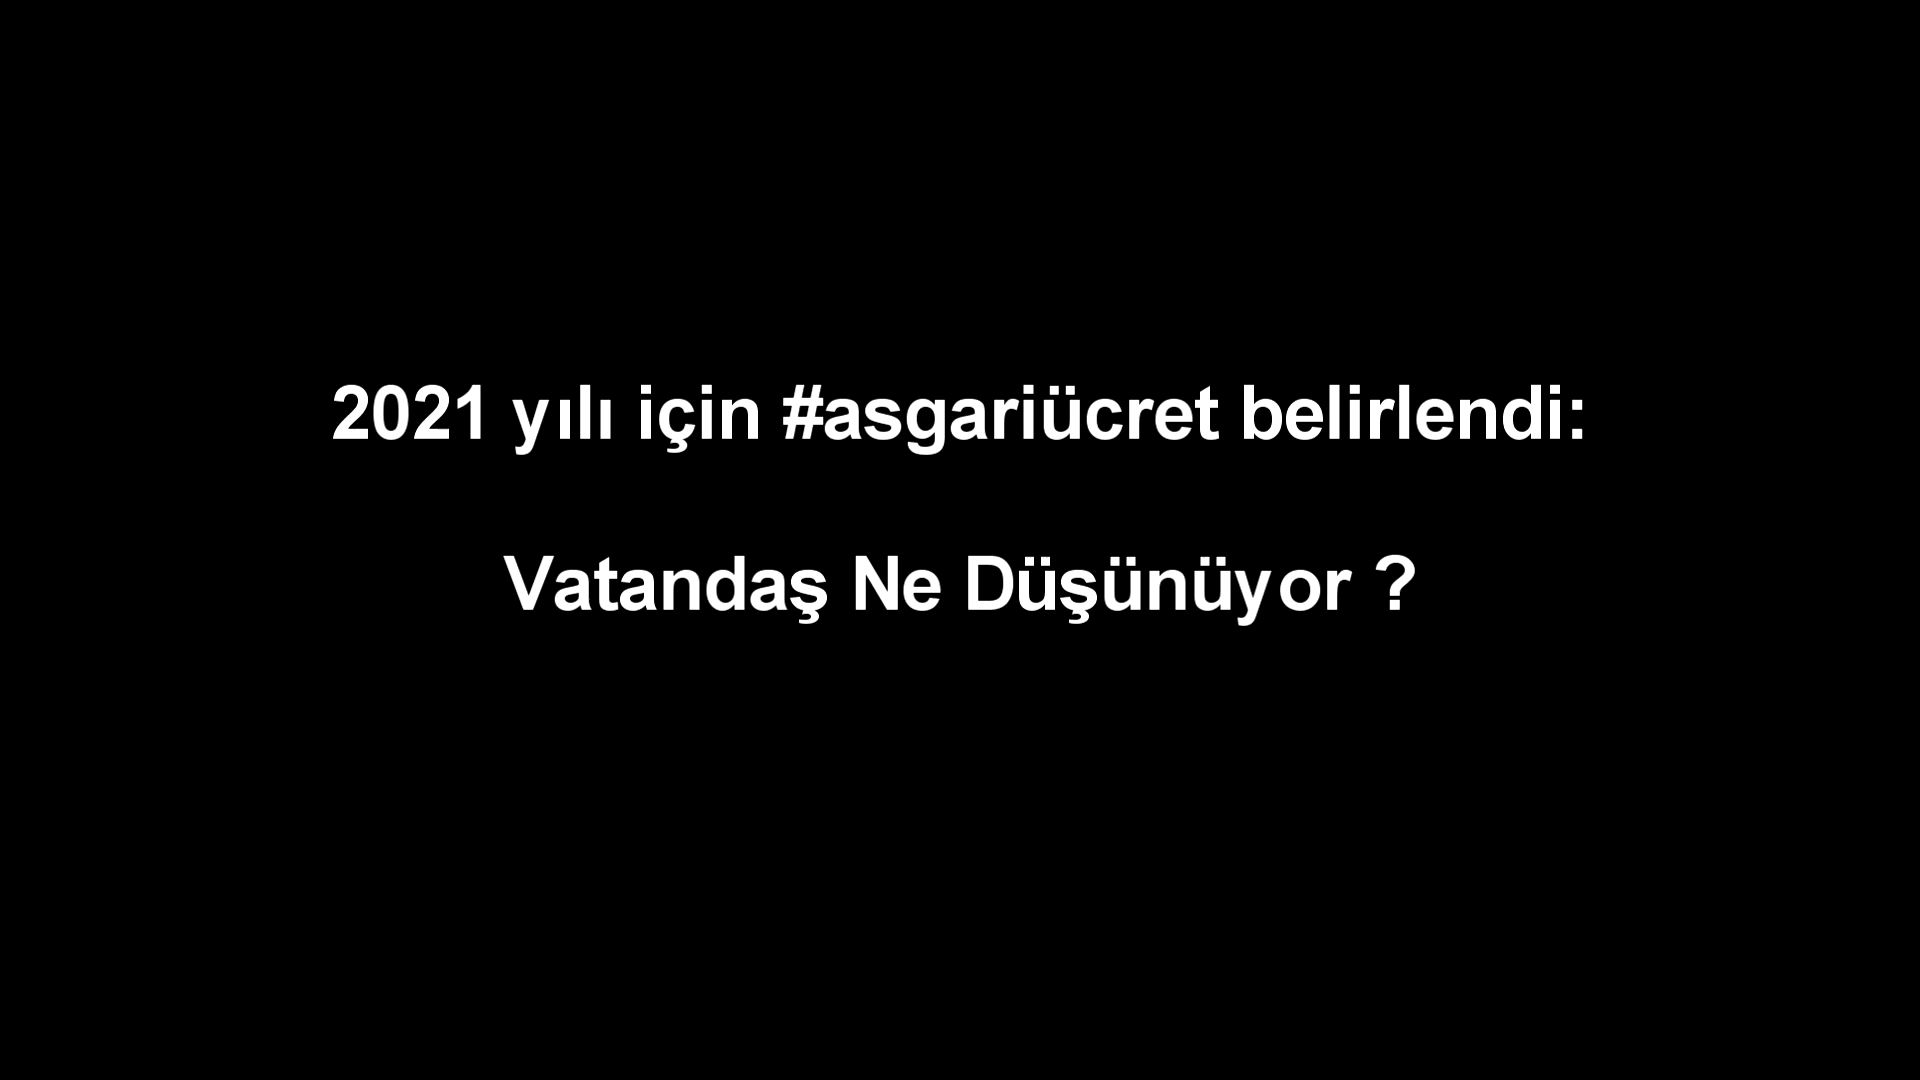 2021 yılı için #asgariücret belirlendi:
Vatandaş Ne Düşünüyor ?